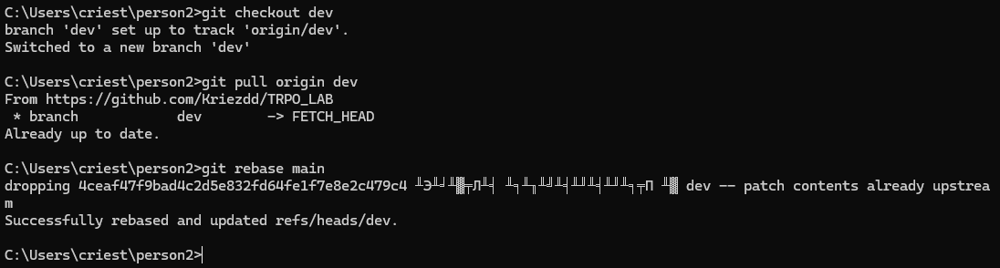 C:\Users\criest\person2>git checkout dev
branch 'dev' set up to track 'origin/dev'.
Switched to a new branch 'dev'
C:\Users\criest\person2>git pull origin dev
From https://github.com/Kriezdd/TRPO_LAB
 * branch            dev        -> FETCH_HEAD
Already up to date.
C:\Users\criest\person2>git rebase main
dropping 4ceaf47f9bad4c2d5e832fd64fe1f7e8e2c479c4 dev -- patch contents already upstrea
m
Successfully rebased and updated refs/heads/dev.
C:\Users\criest\person2>